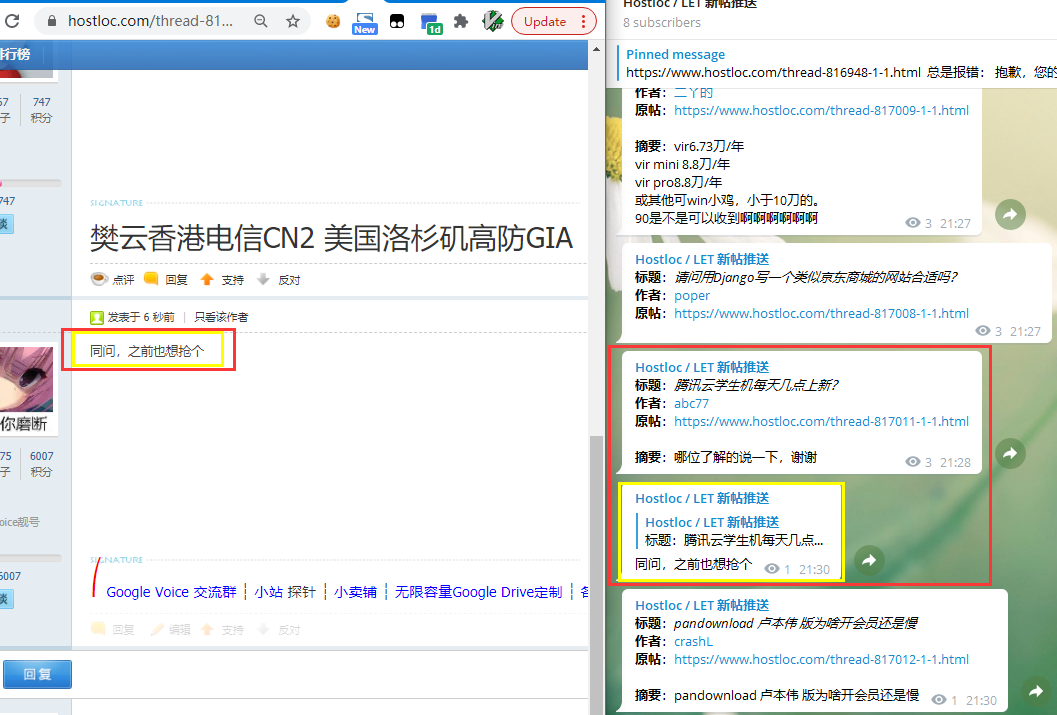 hostloc.com/thread-81...
New
1d
Update
排行榜
57
747
子
积分
747
谈
SIGNATURE
樊云香港电信CN2 美国洛杉矶高防GIA
点评 回复 支持 反对
发表于 6 秒前 | 只看该作者
同问，之前也想抢个
你磨断
75
6007
子
积分
oice靓号
6007
谈
SIGNATURE
Google Voice 交流群 ┆ 小站 探针 ┆ 小卖铺 ┆ 无限容量Google Drive定制 ┆ 各
回复 编辑 支持 反对
回复
Hostloc / LET 新帖推送
8 subscribers
Pinned message
https://www.hostloc.com/thread-816948-1-1.html 总是报错： 抱歉，您的
作者：二丫的
原帖：https://www.hostloc.com/thread-817009-1-1.html
摘要：vir6.73刀/年
vir mini 8.8刀/年
vir pro8.8刀/年
或其他可win小鸡，小于10刀的。
90是不是可以收到啊啊啊啊啊啊
3 21:27
Hostloc / LET 新帖推送
标题：请问用Django写一个类似京东商城的网站合适吗？
作者：poper
原帖：https://www.hostloc.com/thread-817008-1-1.html
3 21:27
Hostloc / LET 新帖推送
标题：腾讯云学生机每天几点上新？
作者：abc77
原帖：https://www.hostloc.com/thread-817011-1-1.html
摘要：哪位了解的说一下，谢谢
3 21:28
Hostloc / LET 新帖推送
Hostloc / LET 新帖推送
标题：腾讯云学生机每天几点...
同问，之前也想抢个
1 21:30
Hostloc / LET 新帖推送
标题：pandownload 卢本伟 版为啥开会员还是慢
作者：crashL
原帖：https://www.hostloc.com/thread-817012-1-1.html
摘要：pandownload 卢本伟 版为啥开会员还是慢
1 21:30